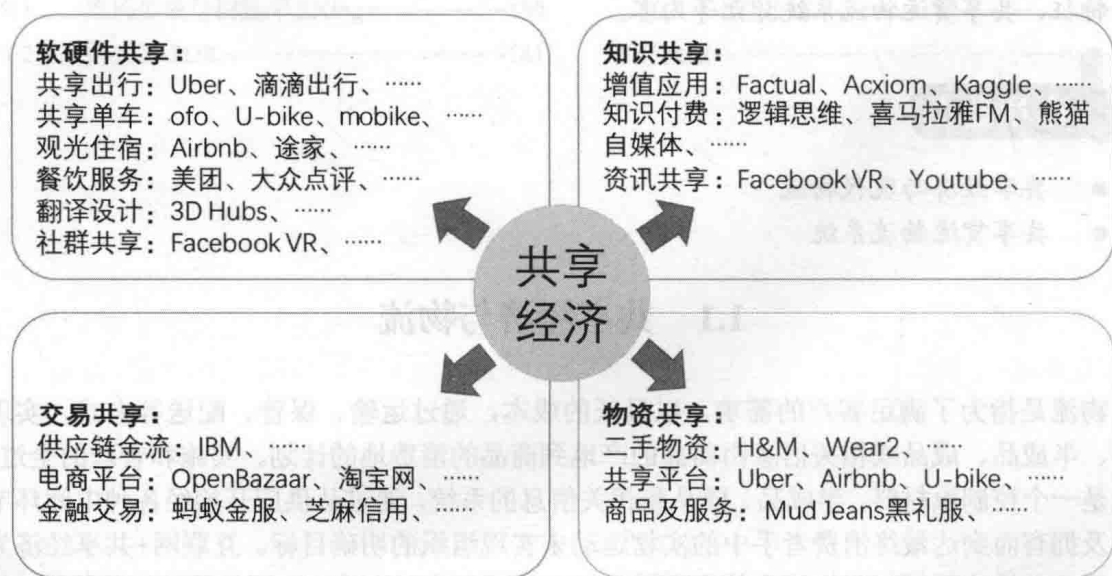 软硬件共享：
共享出行：Uber、滴滴出行、……
共享单车：ofo、U-bike、mobike、……
观光住宿：Airbnb、途家、……
餐饮服务：美团、大众点评、……
翻译设计：3D Hubs、……
社群共享：Facebook VR、……
知识共享：
增值应用：Factual、Acxiom、Kaggle、……
知识付费：逻辑思维、喜马拉雅FM、熊猫
自媒体、……
资讯共享：Facebook VR、Youtube、……
共享
经济
交易共享：
供应链金流：IBM、……
电商平台：OpenBazaar、淘宝网、……
金融交易：蚂蚁金服、芝麻信用、……
物资共享：
二手物资：H&M、Wear2、……
共享平台：Uber、Airbnb、U-bike、……
商品及服务：Mud Jeans黑礼服、……